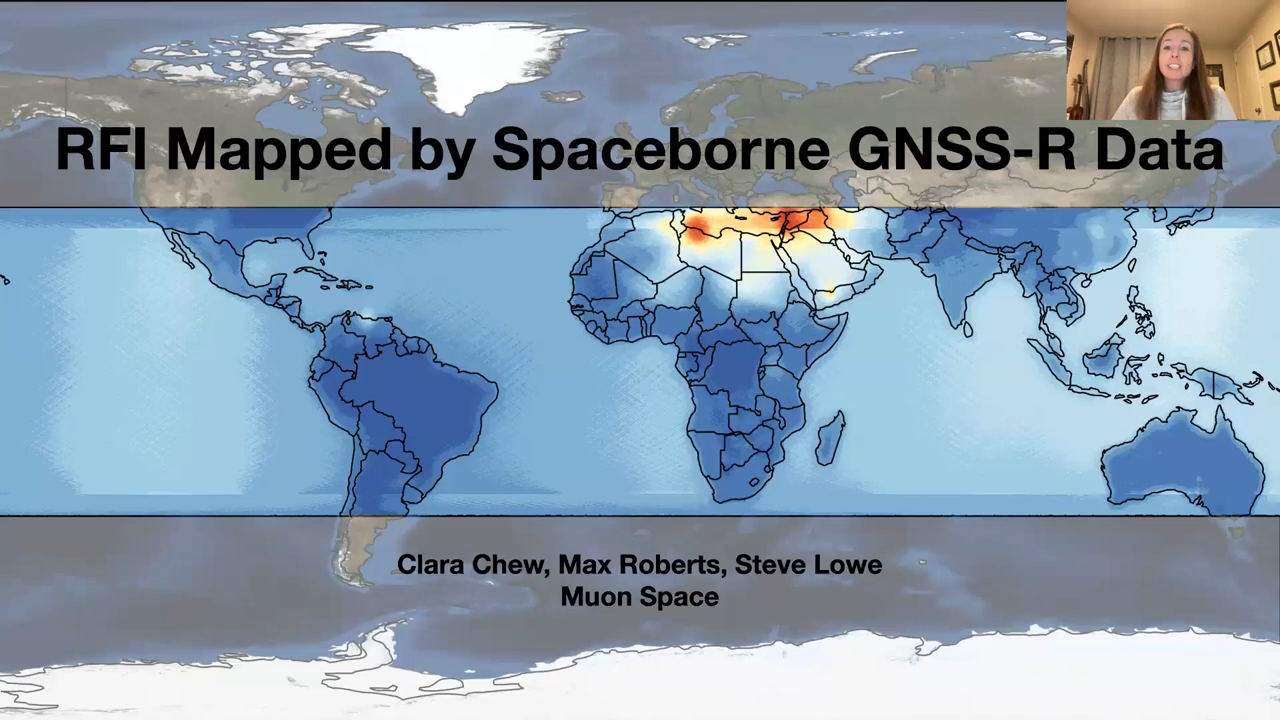 RFI Mapped by Spaceborne GNSS-R Data
Clara Chew, Max Roberts, Steve Lowe
Muon Space